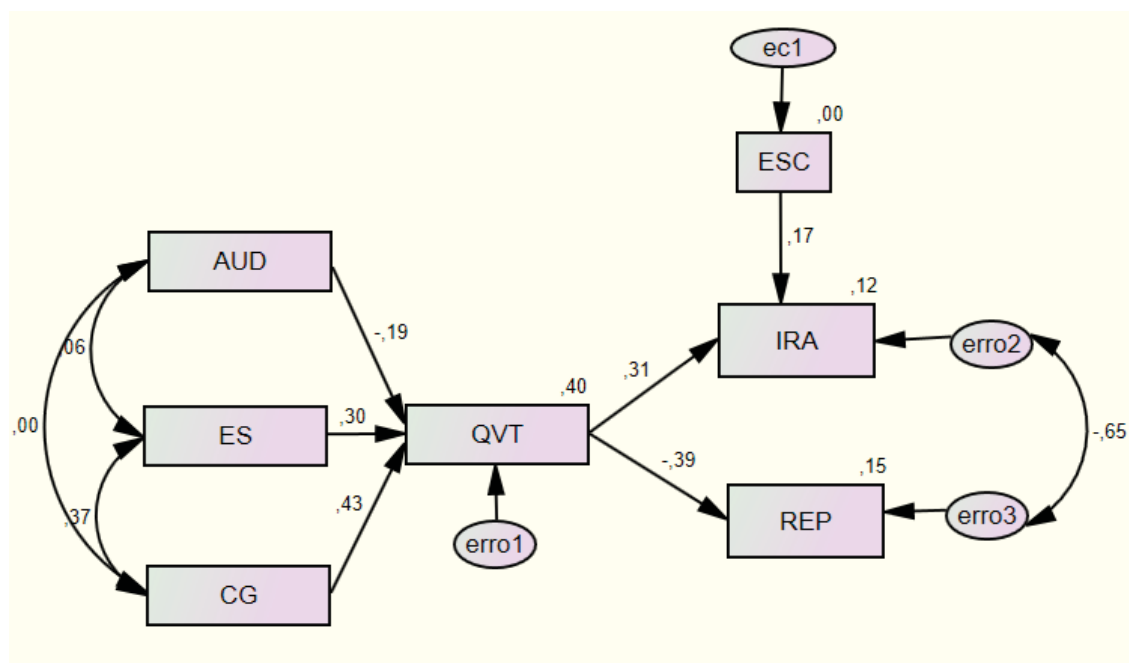 ec1
,00
ESC
,17
AUD
,12
-,19
IRA
erro2
,06
,31
,40
,00
,30
ES
QVT
-,65
-,39
,15
,37
,43
REP
erro3
erro1
CG